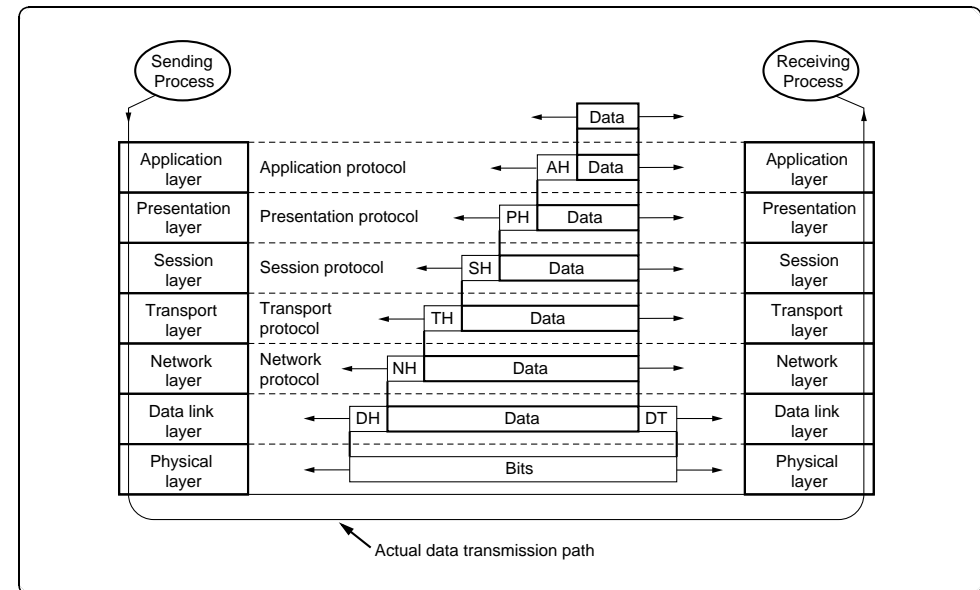 Sending
Process
Receiving
Process
Data
Application
layer
Application protocol
AH
Data
Application
layer
Presentation
layer
Presentation protocol
PH
Data
Presentation
layer
Session
layer
Session protocol
SH
Data
Session
layer
Transport
layer
Transport
protocol
TH
Data
Transport
layer
Network
layer
Network
protocol
NH
Data
Network
layer
Data link
layer
DH
Data
DT
Data link
layer
Physical
layer
Bits
Physical
layer
Actual data transmission path